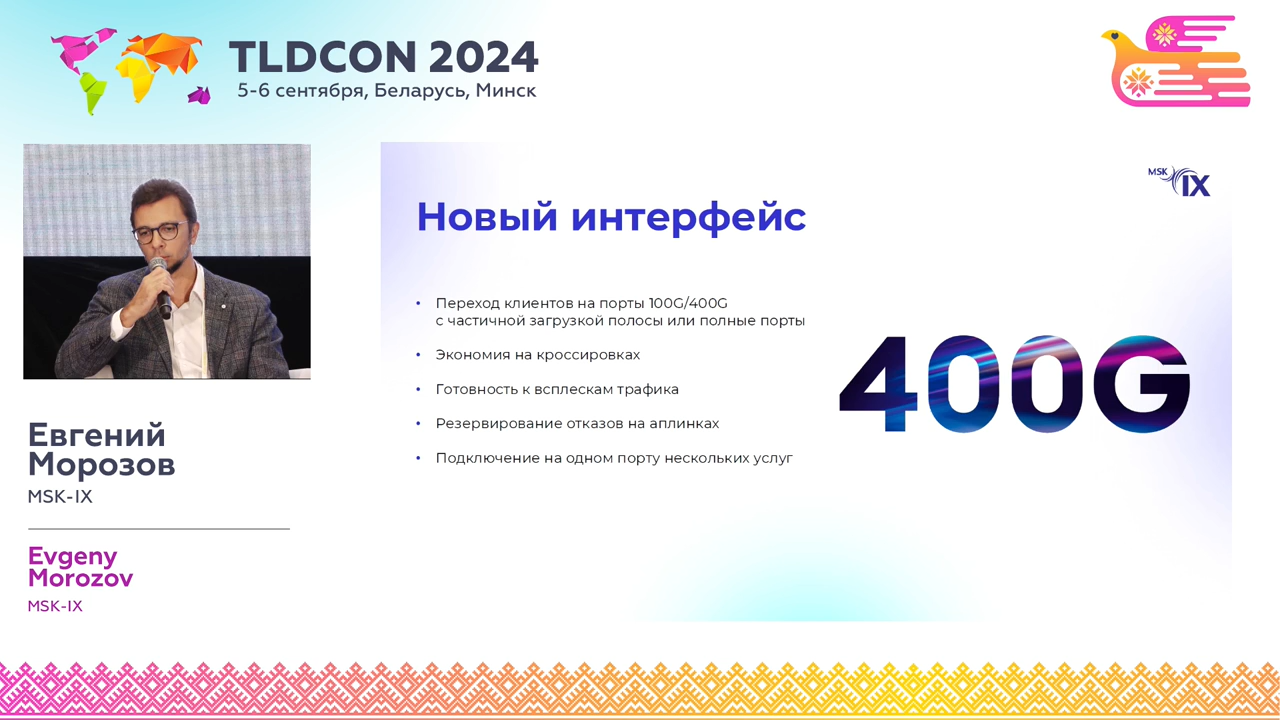 TLDCON 2024
5-6 сентября, Беларусь, Минск
MSK
IX
Новый интерфейс
• Переход клиентов на порты 100G/400G
с частичной загрузкой полосы или полные порты
• Экономия на кроссировках
• Готовность к всплескам трафика
• Резервирование отказов на аплинках
• Подключение на одном порту нескольких услуг
400G
Евгений
Морозов
MSK-IX
Evgeny
Morozov
MSK-IX